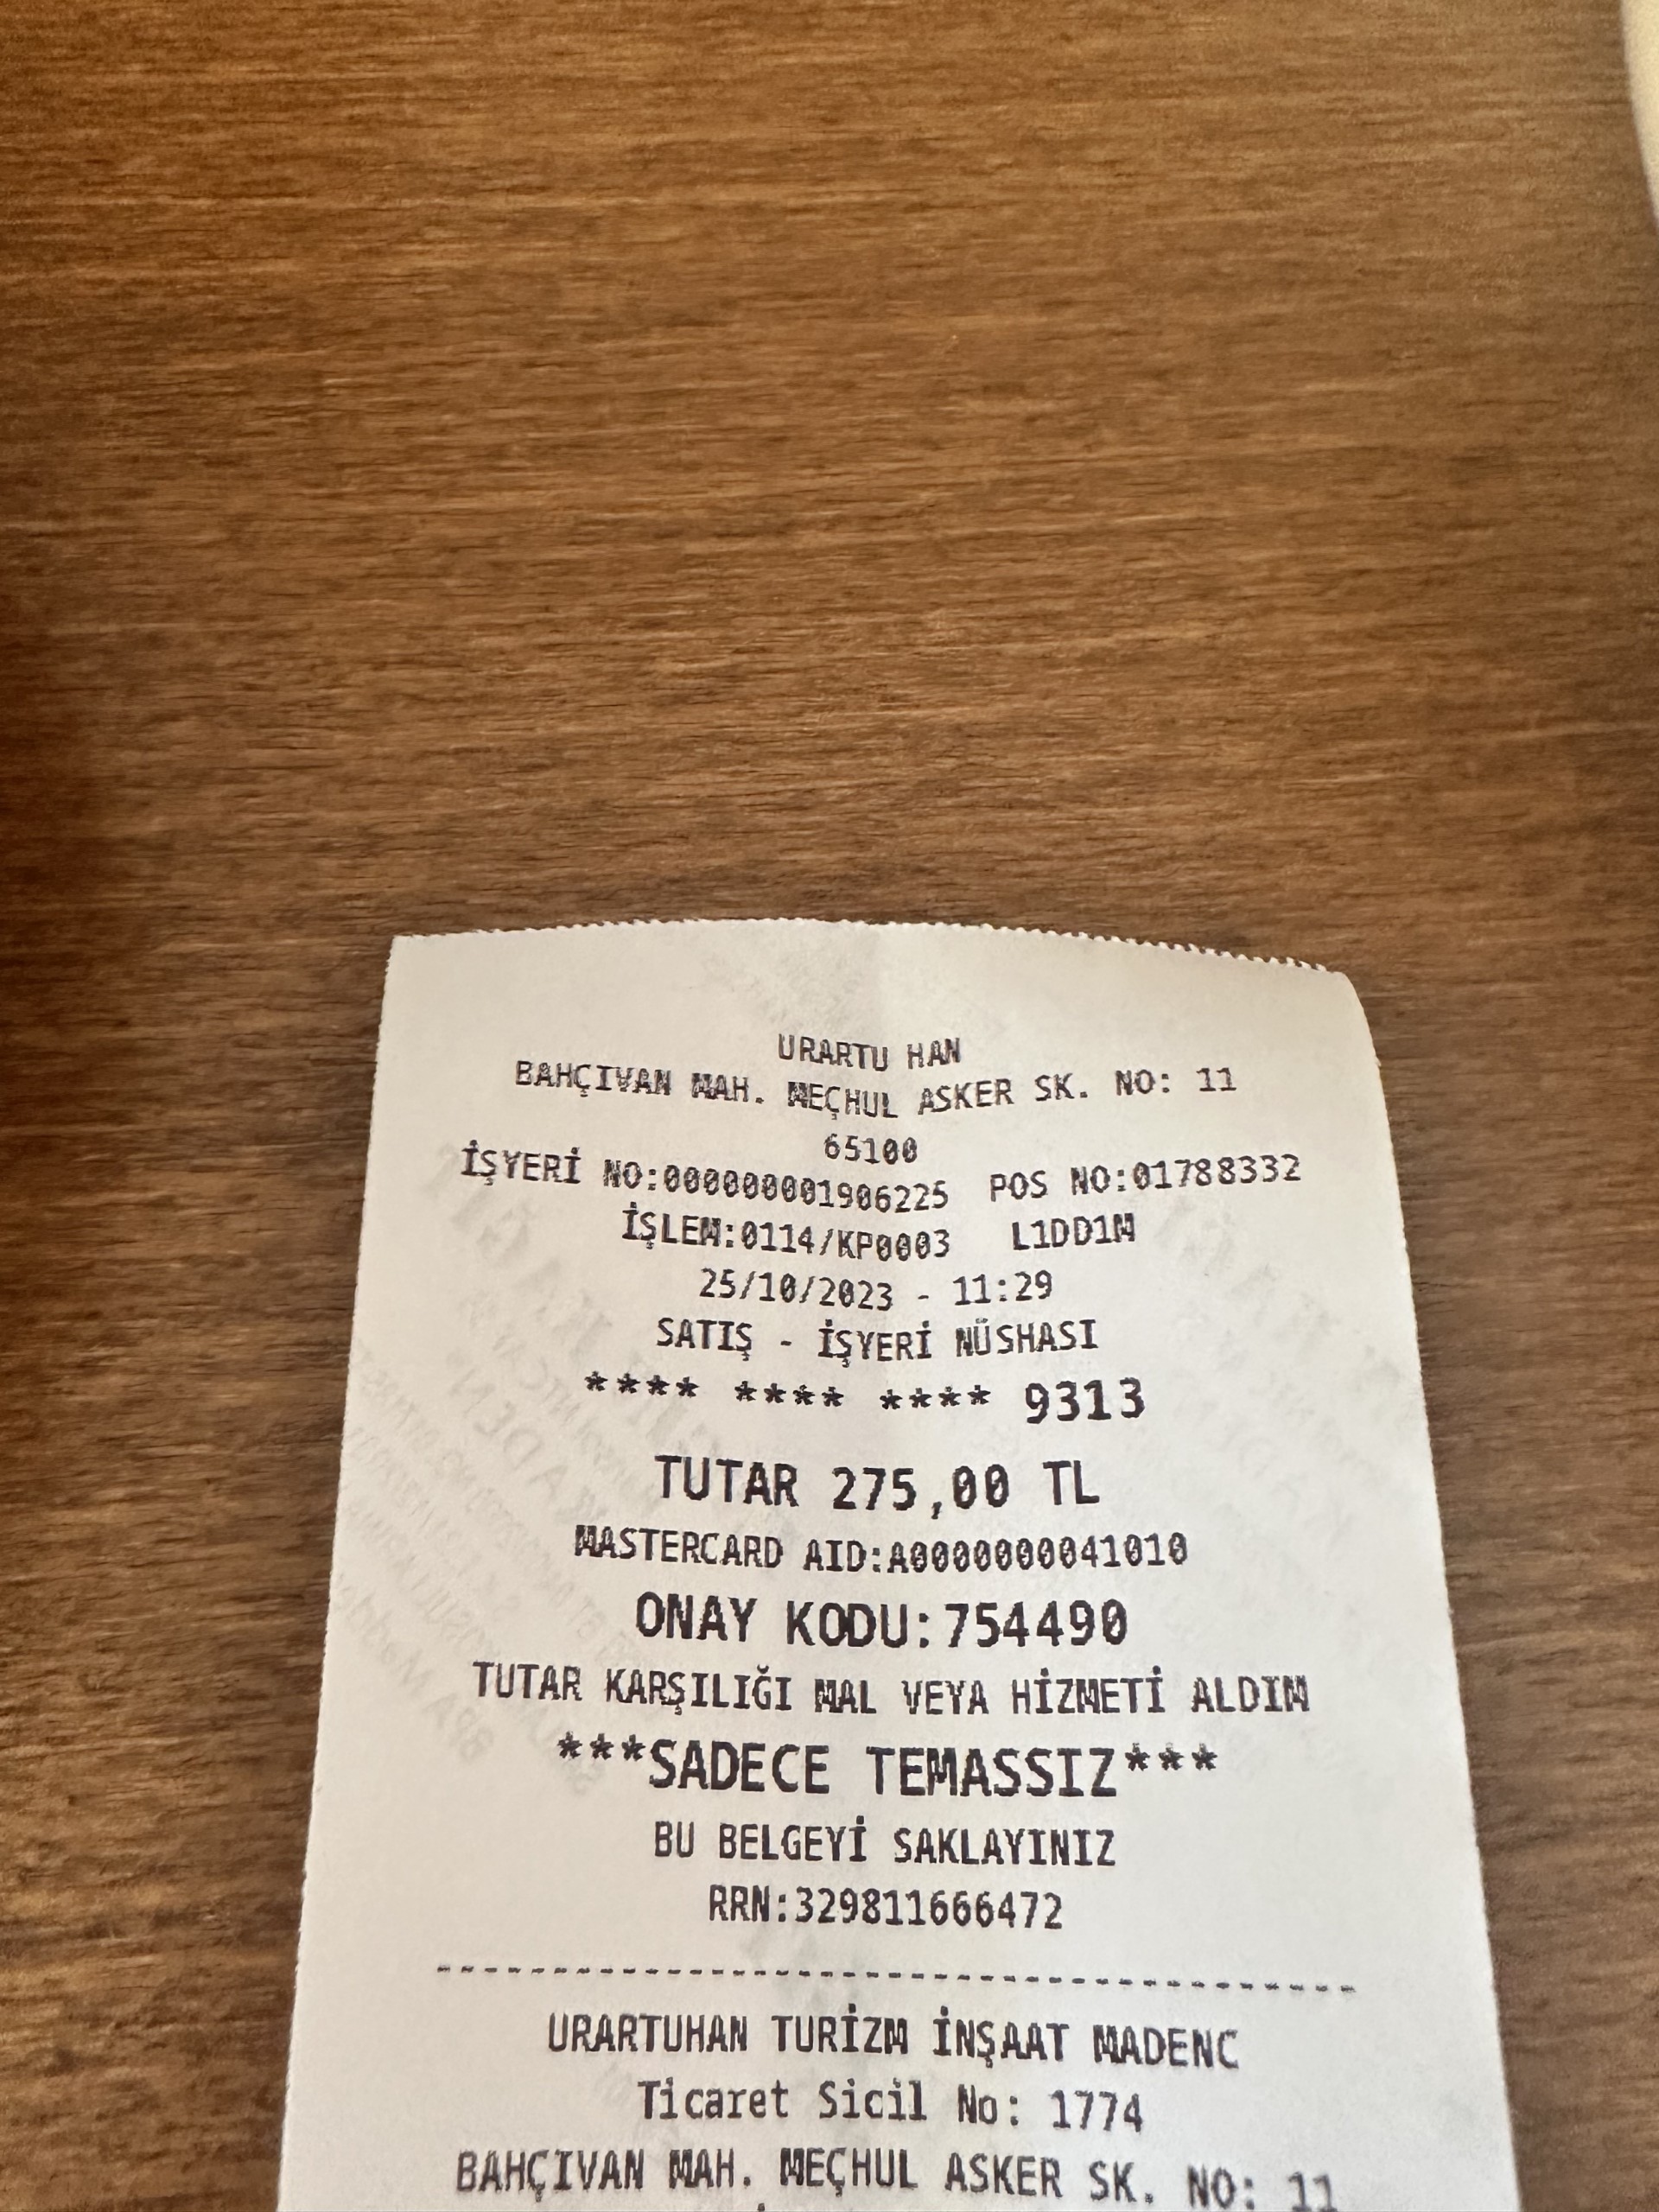 URARTU HAN
BAHÇIVAN MAH. MEÇHUL ASKER SK. NO: 11
65100
İŞYERİ NO:000000001906225 POS NO:01788332
İŞLEM:0114/KP0003 L1DD1M
25/10/2023 - 11:29
SATIŞ - İŞYERİ NÜSHASI
**** **** **** 9313
TUTAR 275,00 TL
MASTERCARD AID:A0000000041010
ONAY KODU:754490
TUTAR KARŞILIĞI MAL VEYA HİZMETİ ALDIM
***SADECE TEMASSIZ***
BU BELGEYİ SAKLAYINIZ
RRN:329811666472
URARTUHAN TURİZM İNŞAAT MADENC
Ticaret Sicil No: 1774
BAHÇIVAN MAH. MEÇHUL ASKER SK. NO: 11